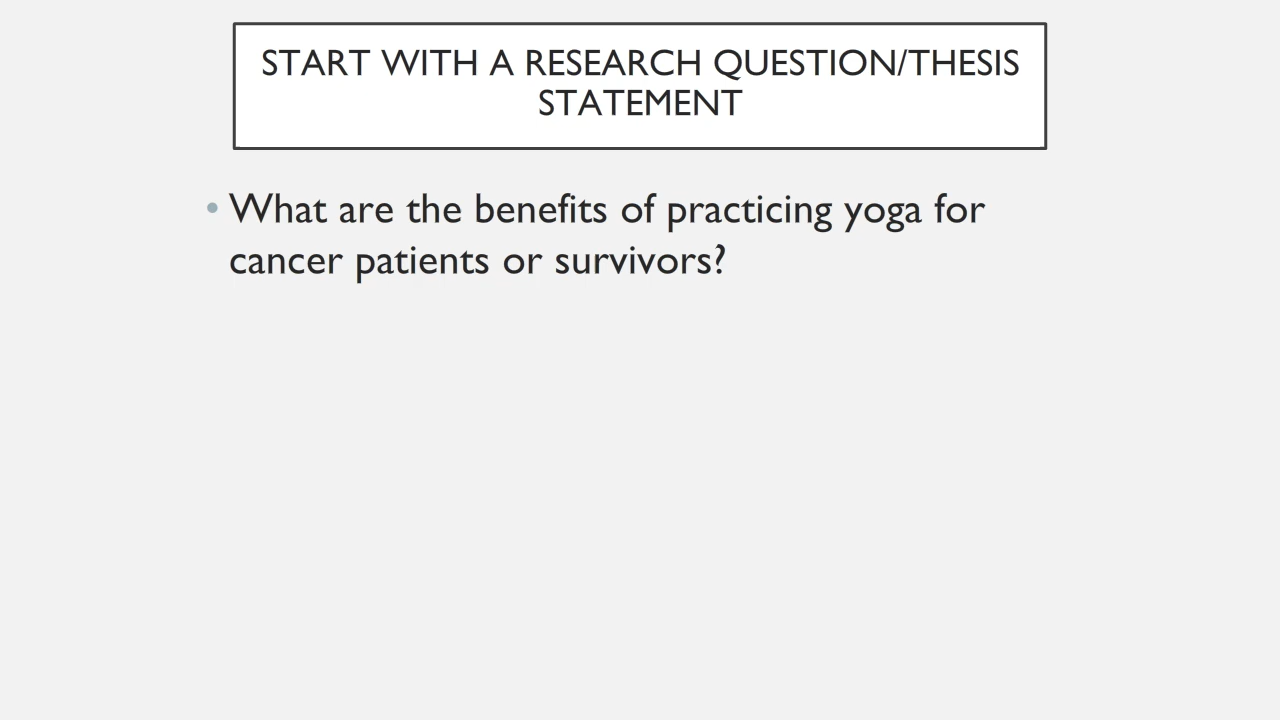 START WITH A RESEARCH QUESTION/THESIS
STATEMENT
• What are the benefits of practicing yoga for
cancer patients or survivors?